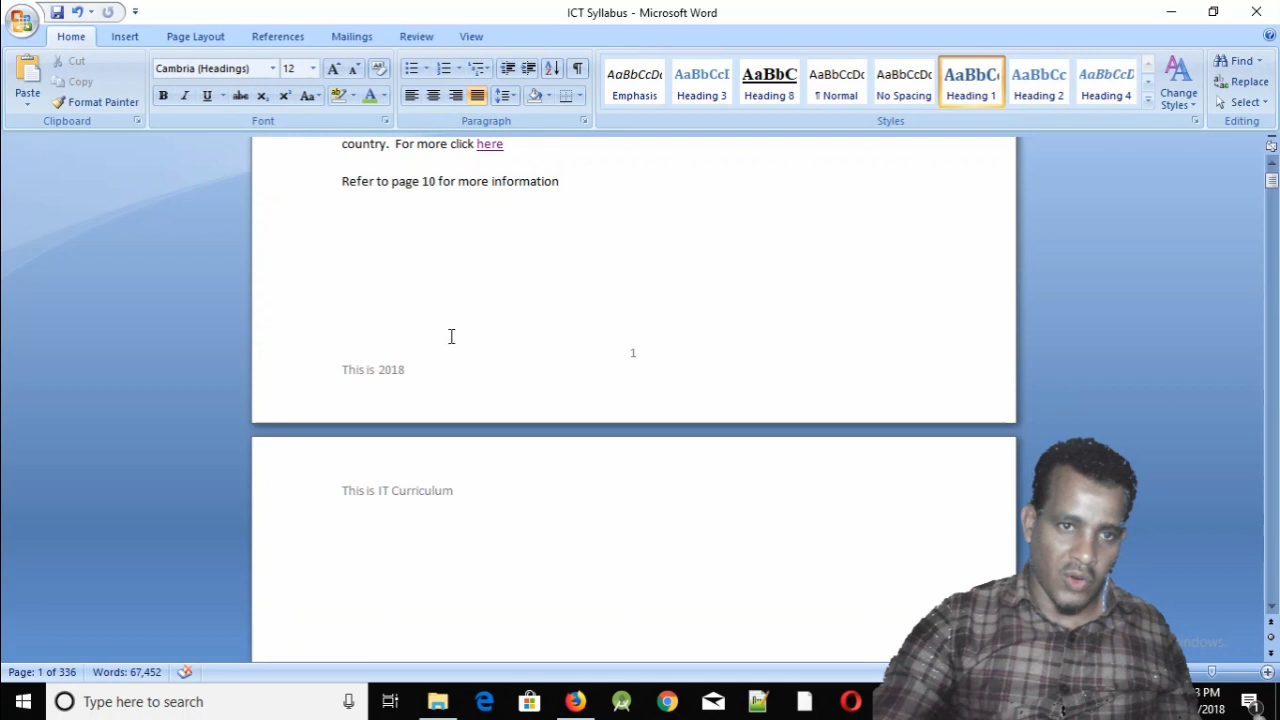 ICT Syllabus - Microsoft Word
Home Insert Page Layout References Mailings Review View
Paste
Cut
Copy
Format Painter
Clipboard
Cambria (Headings) 12
Font
Paragraph
AaBbCcDc AaBbCcI AaBbC AaBbCcDc AaBbCcDc AaBbCc AaBbCc AaBbCcD
Emphasis Heading 3 Heading 8 ¶ Normal No Spacing Heading 1 Heading 2 Heading 4
Styles
Change Styles
Find
Replace
Select
Editing
country. For more click here
Refer to page 10 for more information
1
This is 2018
This is IT Curriculum
Page: 1 of 336 Words: 67,452
Type here to search
3 PM
/2018